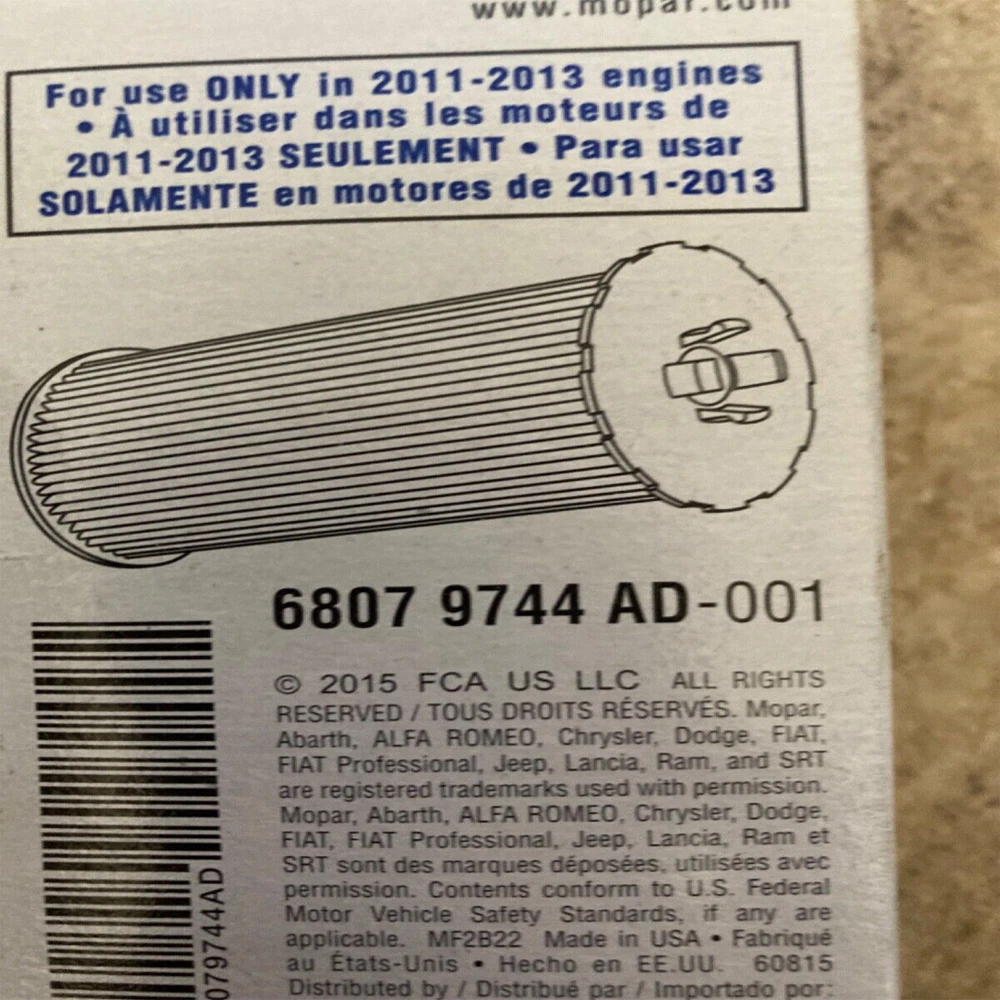 www.mopar.com
For use ONLY in 2011-2013 engines
• À utiliser dans les moteurs de
2011-2013 SEULEMENT • Para usar
SOLAMENTE en motores de 2011-2013
6807 9744 AD-001
© 2015 FCA US LLC ALL RIGHTS
RESERVED / TOUS DROITS RÉSERVÉS. Mopar,
Abarth, ALFA ROMEO, Chrysler, Dodge, FIAT,
FIAT Professional, Jeep, Lancia, Ram, and SRT
are registered trademarks used with permission.
Mopar, Abarth, ALFA ROMEO, Chrysler, Dodge,
FIAT, FIAT Professional, Jeep, Lancia, Ram et
SRT sont des marques déposées, utilisées avec
permission. Contents conform to U.S. Federal
Motor Vehicle Safety Standards, if any are
applicable. MF2B22 Made in USA • Fabriqué
au États-Unis • Hecho en EE.UU. 60815
Distributed by / Distribué par / Importado por:
079744AD